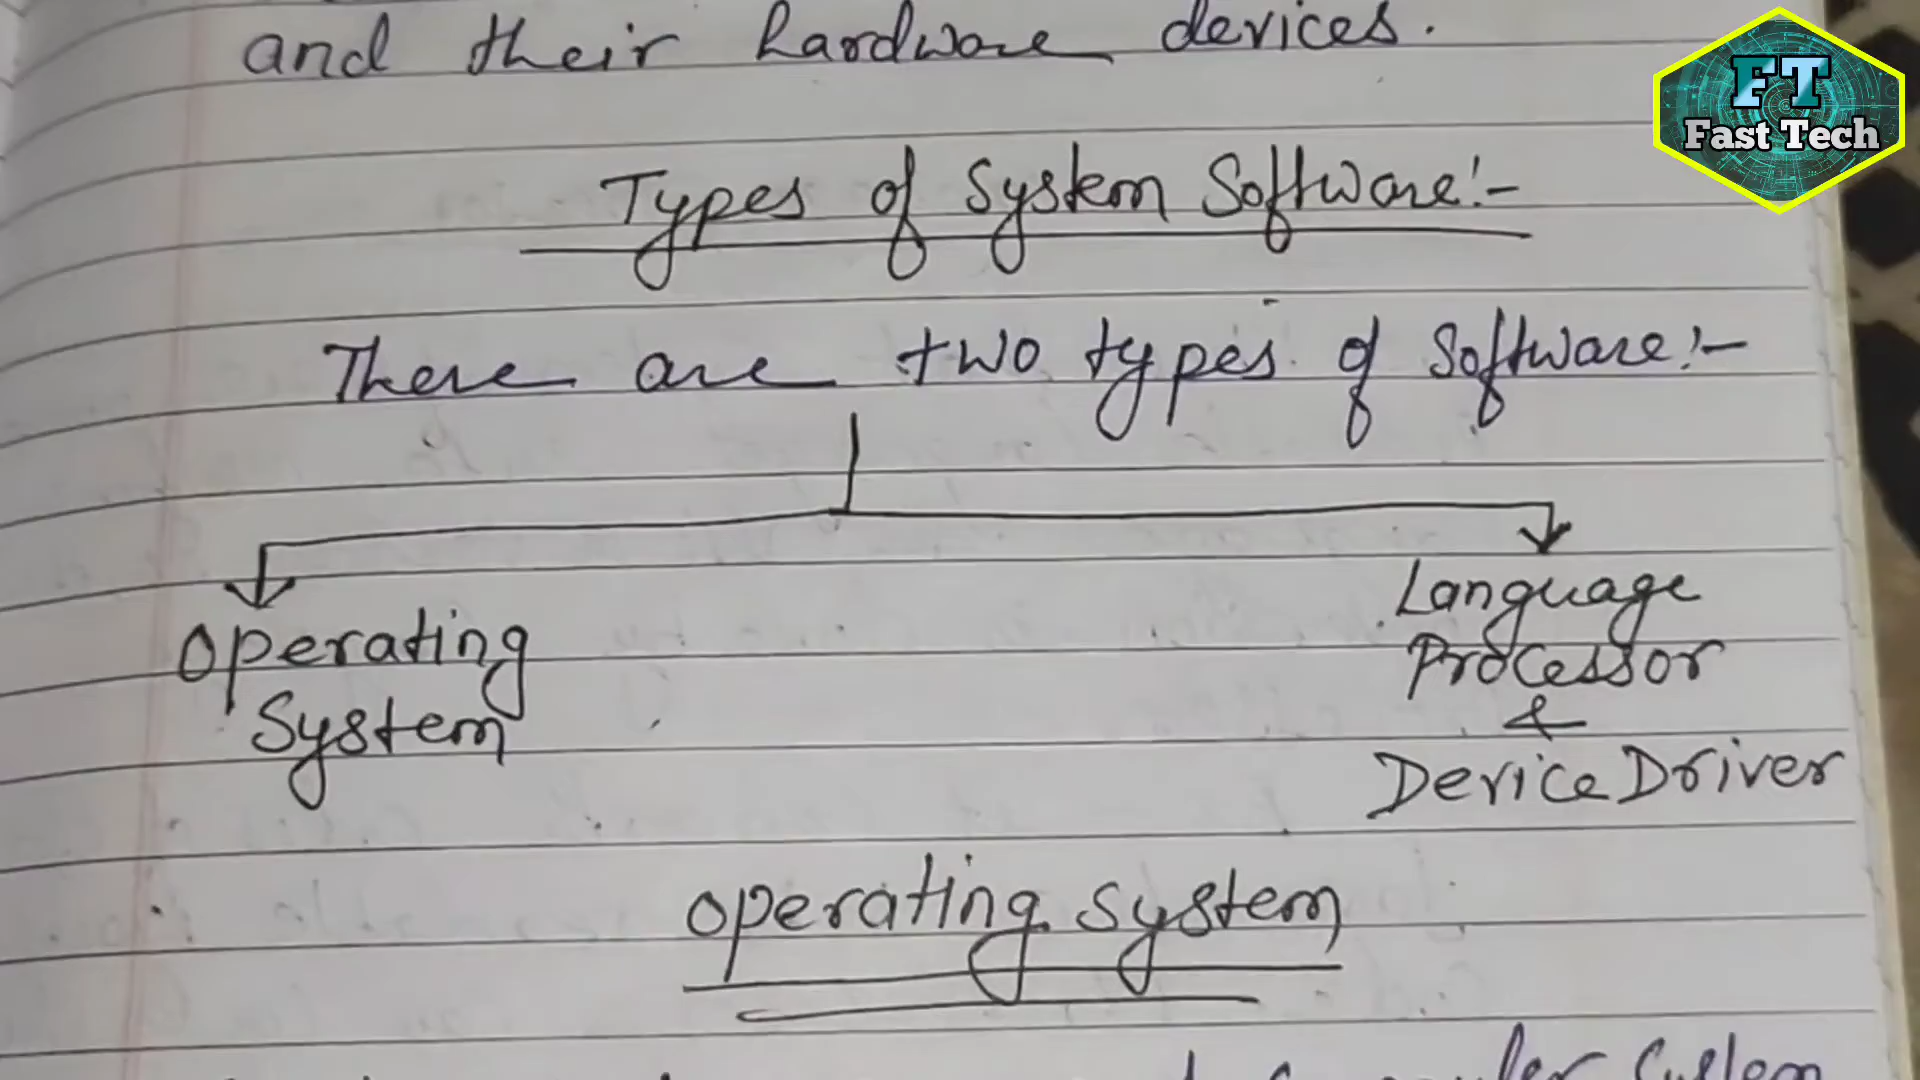 and their hardware devices.
FT
Fast Tech
Types of System Software:-
There are two types of software:-
Operating
System
Language
Processor
&
Device Driver
operating system
System